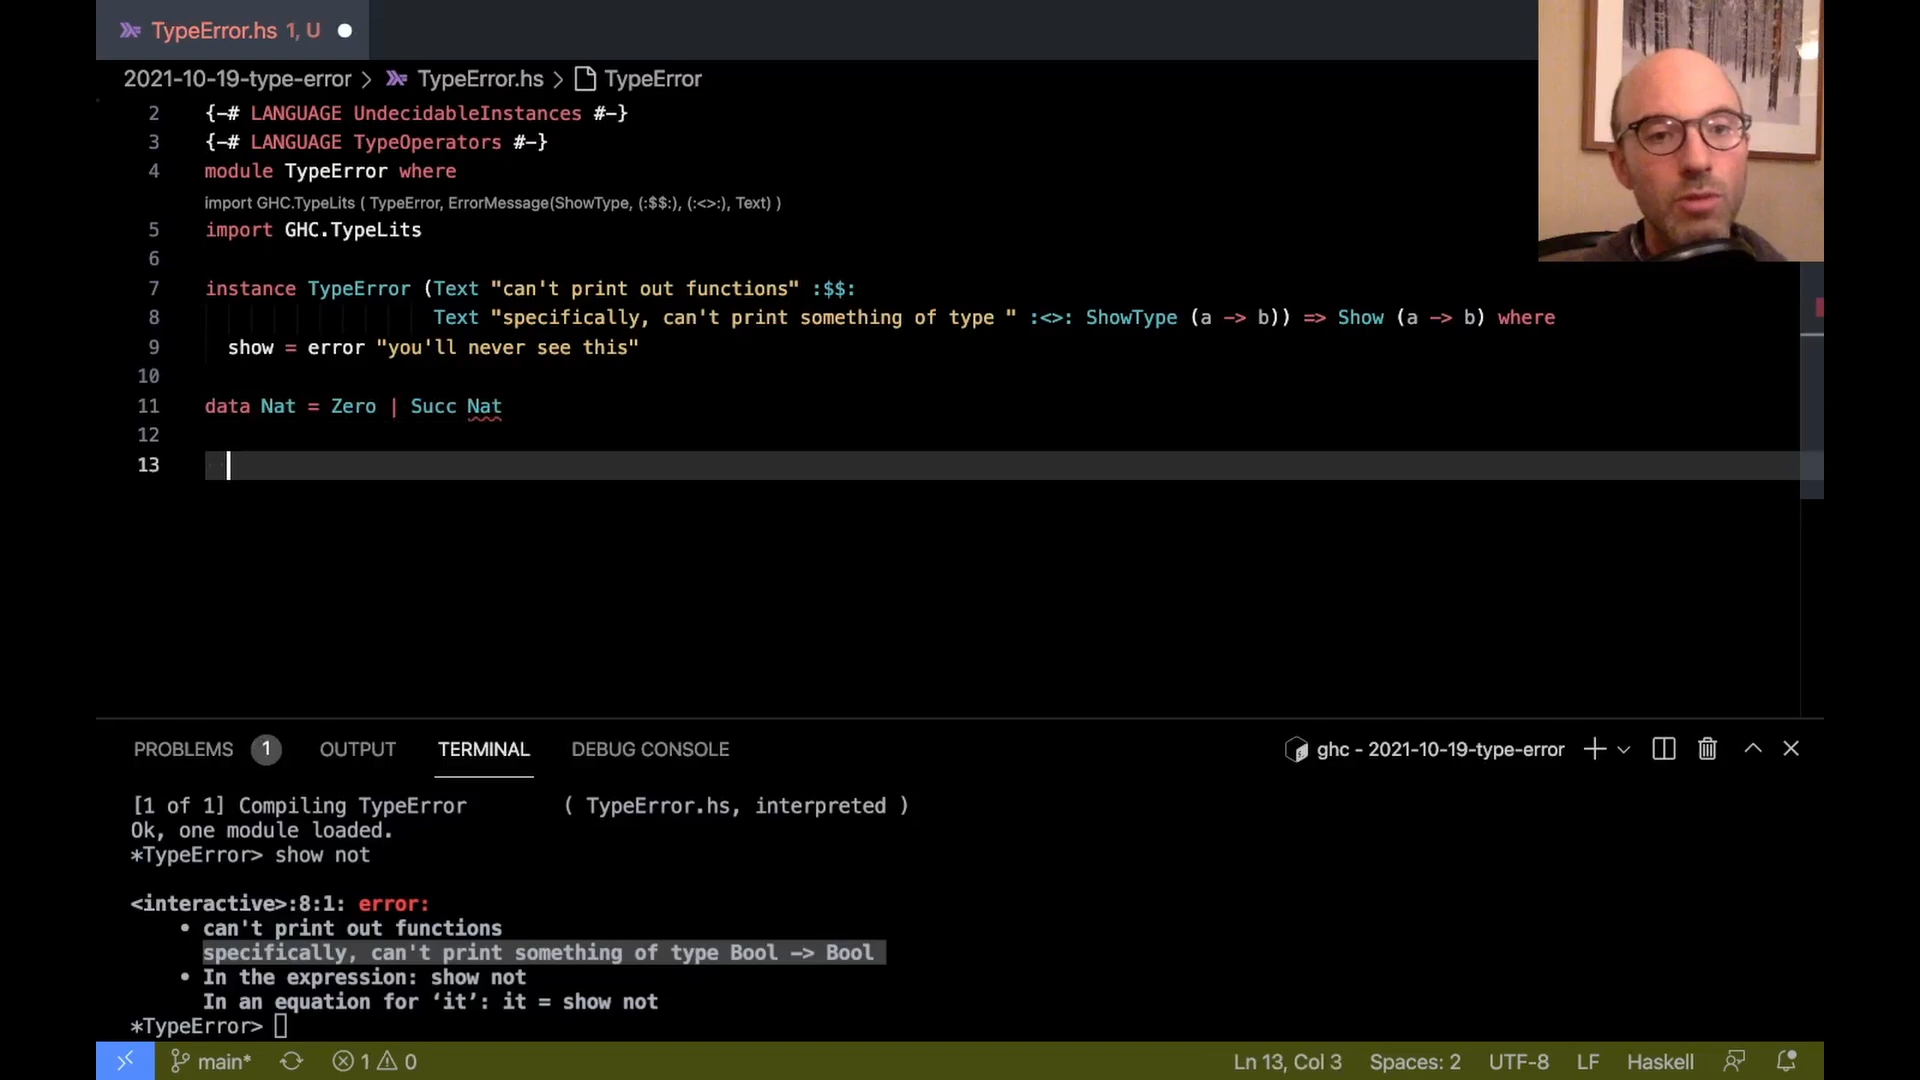 TypeError.hs 1, U
2021-10-19-type-error > TypeError.hs > TypeError
2 {-# LANGUAGE UndecidableInstances #-}
3 {-# LANGUAGE TypeOperators #-}
4 module TypeError where
import GHC.TypeLits ( TypeError, ErrorMessage(ShowType, (:$$:), (:<>:), Text) )
5 import GHC.TypeLits
6
7 instance TypeError (Text "can't print out functions" :$$:
8 Text "specifically, can't print something of type " :<>: ShowType (a -> b)) => Show (a -> b) where
9 show = error "you'll never see this"
10
11 data Nat = Zero | Succ Nat
12
13
PROBLEMS 1 OUTPUT TERMINAL DEBUG CONSOLE ghc - 2021-10-19-type-error
[1 of 1] Compiling TypeError ( TypeError.hs, interpreted )
Ok, one module loaded.
*TypeError> show not
<interactive>:8:1: error:
• can't print out functions
specifically, can't print something of type Bool -> Bool
• In the expression: show not
In an equation for ‘it’: it = show not
*TypeError>
main* 1 0 Ln 13, Col 3 Spaces: 2 UTF-8 LF Haskell